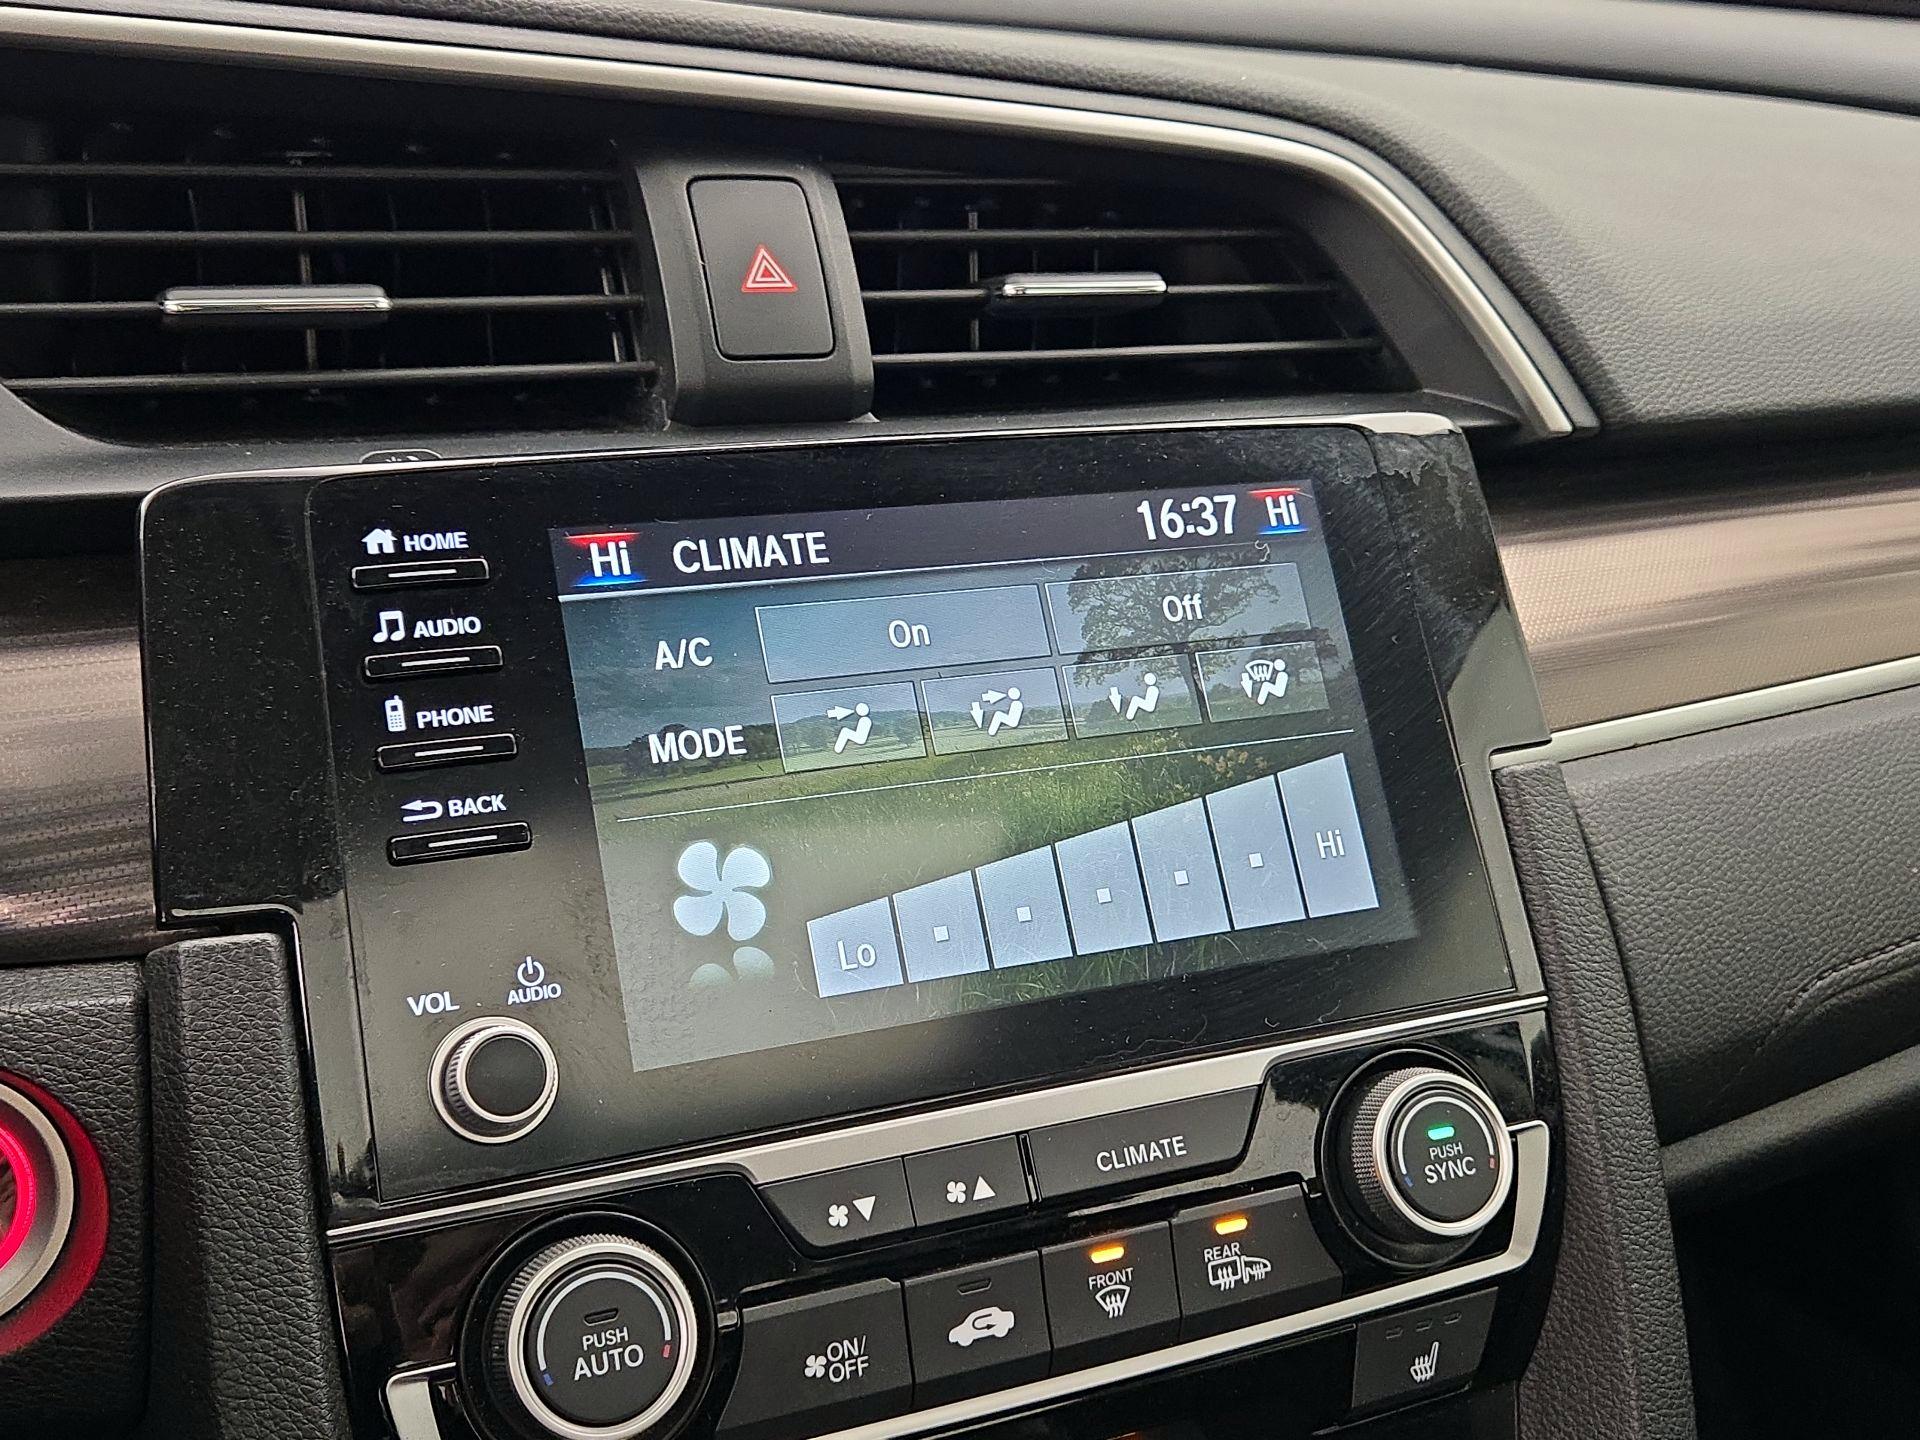 HOME
AUDIO
PHONE
BACK
VOL
AUDIO
Hi CLIMATE 16:37 Hi
A/C On Off
MODE
Lo Hi
CLIMATE
PUSH
SYNC
PUSH
AUTO
ON/
OFF
FRONT
REAR